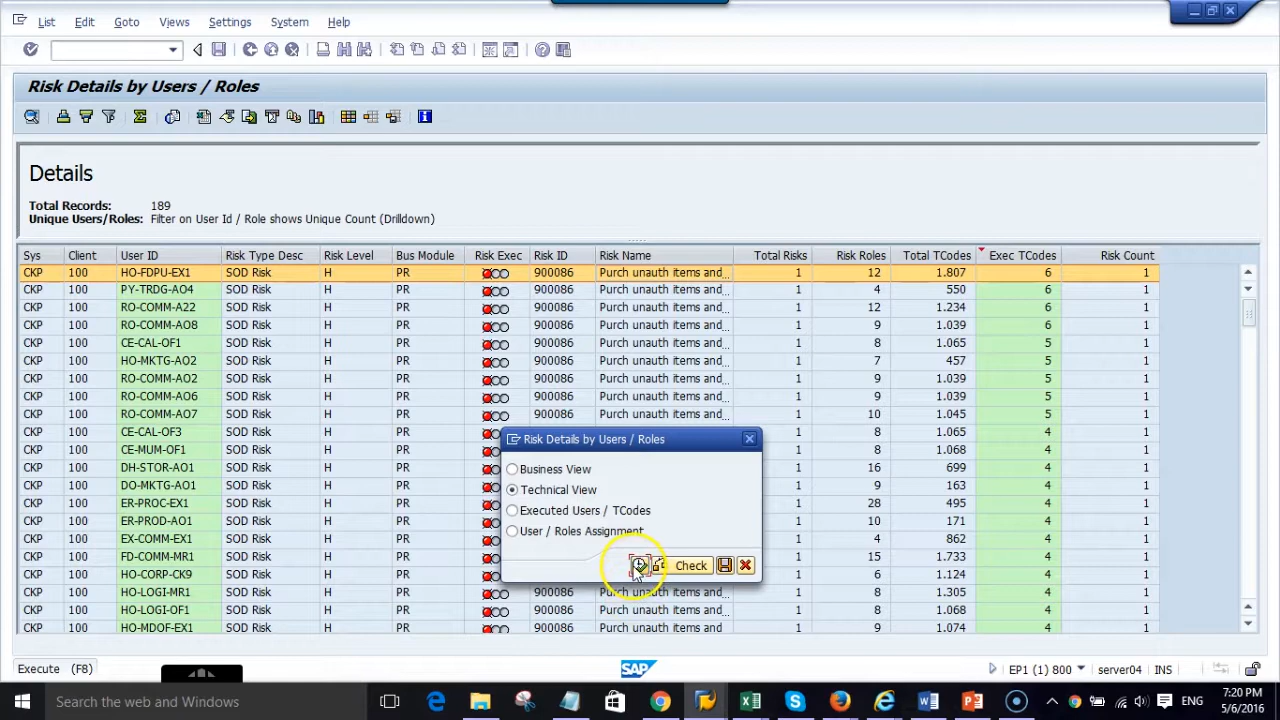 List Edit Goto Views Settings System Help
Risk Details by Users / Roles
Details
Total Records: 189
Unique Users/Roles: Filter on User Id / Role shows Unique Count (Drilldown)
Sys Client User ID Risk Type Desc Risk Level Bus Module Risk Exec Risk ID Risk Name Total Risks Risk Roles Total TCodes Exec TCodes Risk Count
CKP 100 HO-FDPU-EX1 SOD Risk H PR 900086 Purch unauth items and... 1 12 1.807 6 1
CKP 100 PY-TRDG-AO4 SOD Risk H PR 900086 Purch unauth items and... 1 4 550 6 1
CKP 100 RO-COMM-A22 SOD Risk H PR 900086 Purch unauth items and... 1 12 1.234 6 1
CKP 100 RO-COMM-AO8 SOD Risk H PR 900086 Purch unauth items and... 1 9 1.039 6 1
CKP 100 CE-CAL-OF1 SOD Risk H PR 900086 Purch unauth items and... 1 8 1.065 5 1
CKP 100 HO-MKTG-AO2 SOD Risk H PR 900086 Purch unauth items and... 1 7 457 5 1
CKP 100 RO-COMM-AO2 SOD Risk H PR 900086 Purch unauth items and... 1 9 1.039 5 1
CKP 100 RO-COMM-AO6 SOD Risk H PR 900086 Purch unauth items and... 1 9 1.039 5 1
CKP 100 RO-COMM-AO7 SOD Risk H PR 900086 Purch unauth items and... 1 10 1.045 5 1
CKP 100 CE-CAL-OF3 SOD Risk H PR 1 8 1.065 4 1
CKP 100 CE-MUM-OF1 SOD Risk H PR 1 8 1.068 4 1
CKP 100 DH-STOR-AO1 SOD Risk H PR 1 16 699 4 1
CKP 100 DO-MKTG-AO1 SOD Risk H PR 1 9 163 4 1
CKP 100 ER-PROC-EX1 SOD Risk H PR 1 28 495 4 1
CKP 100 ER-PROD-AO1 SOD Risk H PR 1 10 171 4 1
CKP 100 EX-COMM-EX1 SOD Risk H PR 1 4 862 4 1
CKP 100 FD-COMM-MR1 SOD Risk H PR 1 15 1.733 4 1
CKP 100 HO-CORP-CK9 SOD Risk H PR 1 6 1.124 4 1
CKP 100 HO-LOGI-MR1 SOD Risk H PR 900086 Purch unauth items and... 1 8 1.305 4 1
CKP 100 HO-LOGI-OF1 SOD Risk H PR 900086 Purch unauth items and... 1 8 1.068 4 1
CKP 100 HO-MDOF-EX1 SOD Risk H PR 900086 Purch unauth items and 1 9 1.074 4 1
Risk Details by Users / Roles
Business View
Technical View
Executed Users / TCodes
User / Roles Assignment
Check
Execute (F8) SAP EP1 (1) 800 server04 INS
Search the web and Windows ENG 7:20 PM
5/6/2016